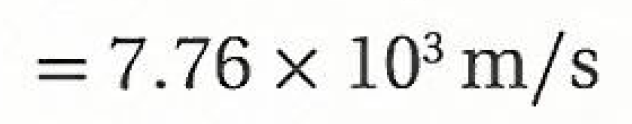 = 7.76 × 10³ m/s